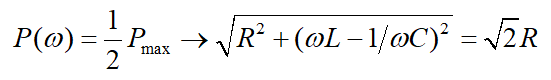 P(ω) = 1/2 P_max → √(R² + (ωL − 1/ωC)²) = √2 R